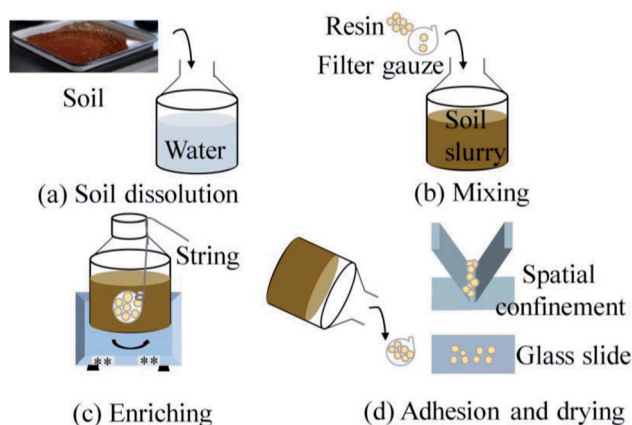 Soil
Water
(a) Soil dissolution
Resin
Filter gauze
Soil
slurry
(b) Mixing
String
**
**
(c) Enriching
Spatial
confinement
Glass slide
(d) Adhesion and drying